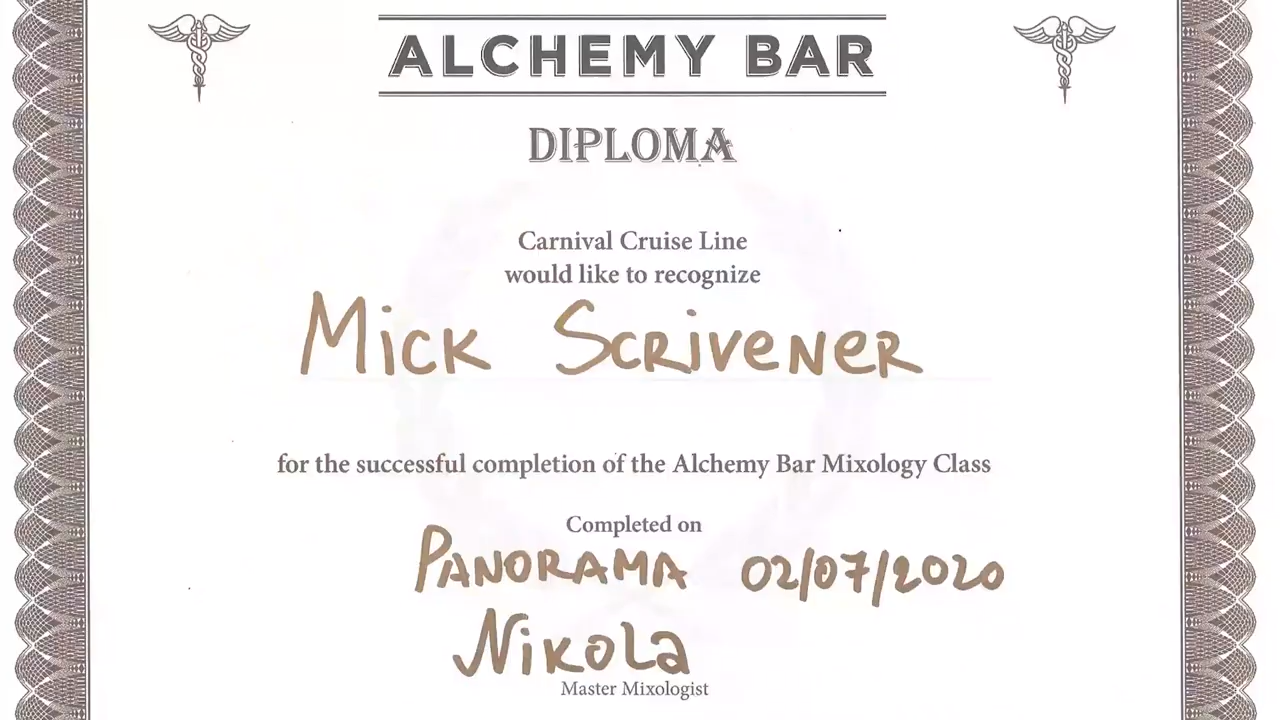 ALCHEMY BAR
DIPLOMA
Carnival Cruise Line
would like to recognize
Mick Scrivener
for the successful completion of the Alchemy Bar Mixology Class
Completed on
PANORAMA 02/07/2020
Nikola
Master Mixologist